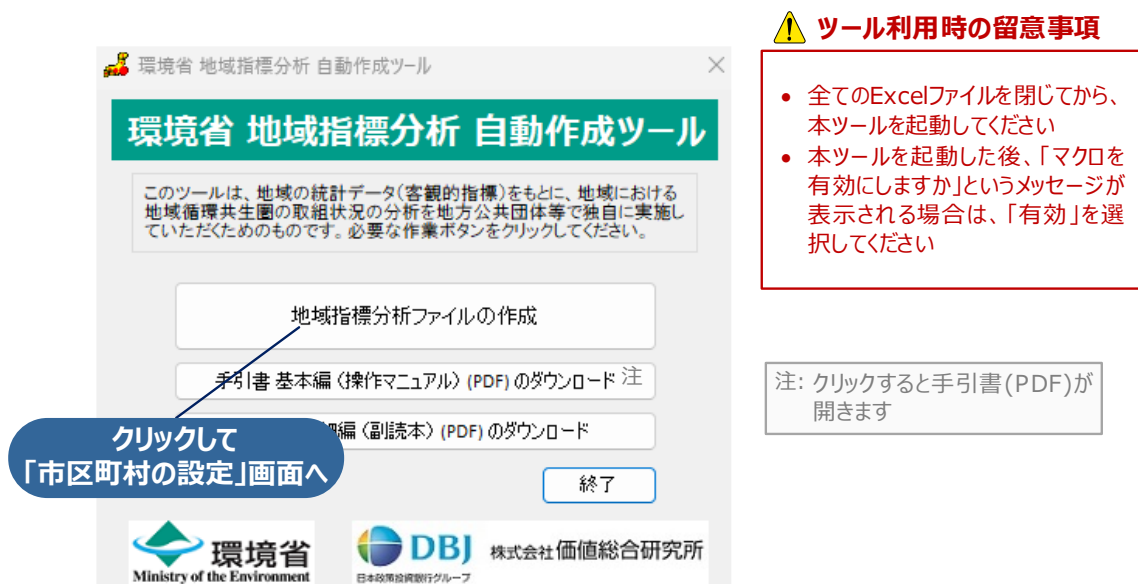 環境省 地域指標分析 自動作成ツール
環境省 地域指標分析 自動作成ツール
このツールは、地域の統計データ(客観的指標)をもとに、地域における
地域循環共生圏の取組状況の分析を地方公共団体等で独自に実施し
ていただくためのものです。必要な作業ボタンをクリックしてください。
地域指標分析ファイルの作成
手引書 基本編 (操作マニュアル) (PDF) のダウンロード 注
編 (副読本) (PDF) のダウンロード
クリックして
「市区町村の設定」画面へ
終了
環境省
Ministry of the Environment
DBJ
日本政策投資銀行グループ
株式会社価値総合研究所
ツール利用時の留意事項
• 全てのExcelファイルを閉じてから、
本ツールを起動してください
• 本ツールを起動した後、「マクロを
有効にしますか」というメッセージが
表示される場合は、「有効」を選
択してください
注: クリックすると手引書(PDF)が
開きます